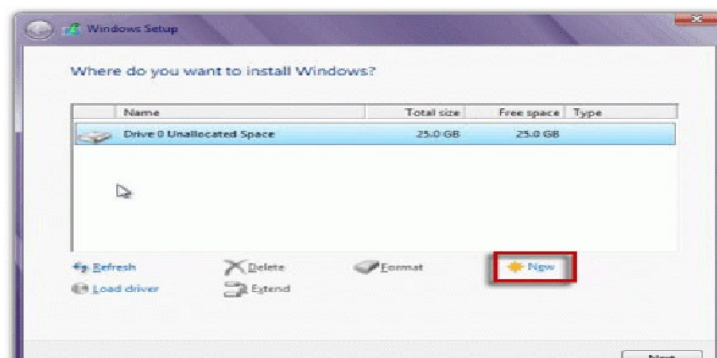 Windows Setup
Where do you want to install Windows?
Name Total size Free space Type
Drive 0 Unallocated Space 25.0 GB 25.0 GB
Refresh Delete Format New
Load driver Extend
Next